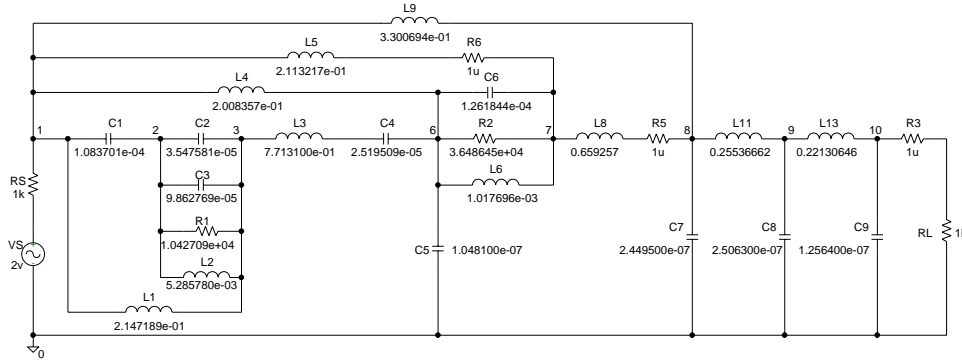 L9
3.300694e-01
L5
2.113217e-01
R6
1u
L4
2.008357e-01
C6
1.261844e-04
1
C1
1.083701e-04
2
C2
3.547581e-05
3
L3
7.713100e-01
C4
2.519509e-05
6
R2
3.648645e+04
7
L8
0.659257
R5
1u
8
L11
0.25536662
9
L13
0.22130646
10
R3
1u
C3
9.862769e-05
L6
1.017696e-03
RS
1k
R1
1.042709e+04
VS
2v
L2
5.285780e-03
C5
1.048100e-07
C7
2.449500e-07
C8
2.506300e-07
C9
1.256400e-07
RL
L1
2.147189e-01
0